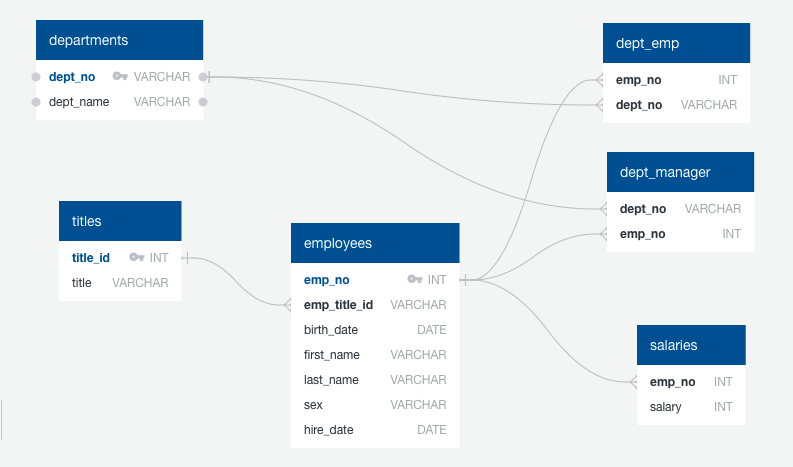 departments
dept_no VARCHAR
dept_name VARCHAR
titles
title_id INT
title VARCHAR
employees
emp_no INT
emp_title_id VARCHAR
birth_date DATE
first_name VARCHAR
last_name VARCHAR
sex VARCHAR
hire_date DATE
dept_emp
emp_no INT
dept_no VARCHAR
dept_manager
dept_no VARCHAR
emp_no INT
salaries
emp_no INT
salary INT